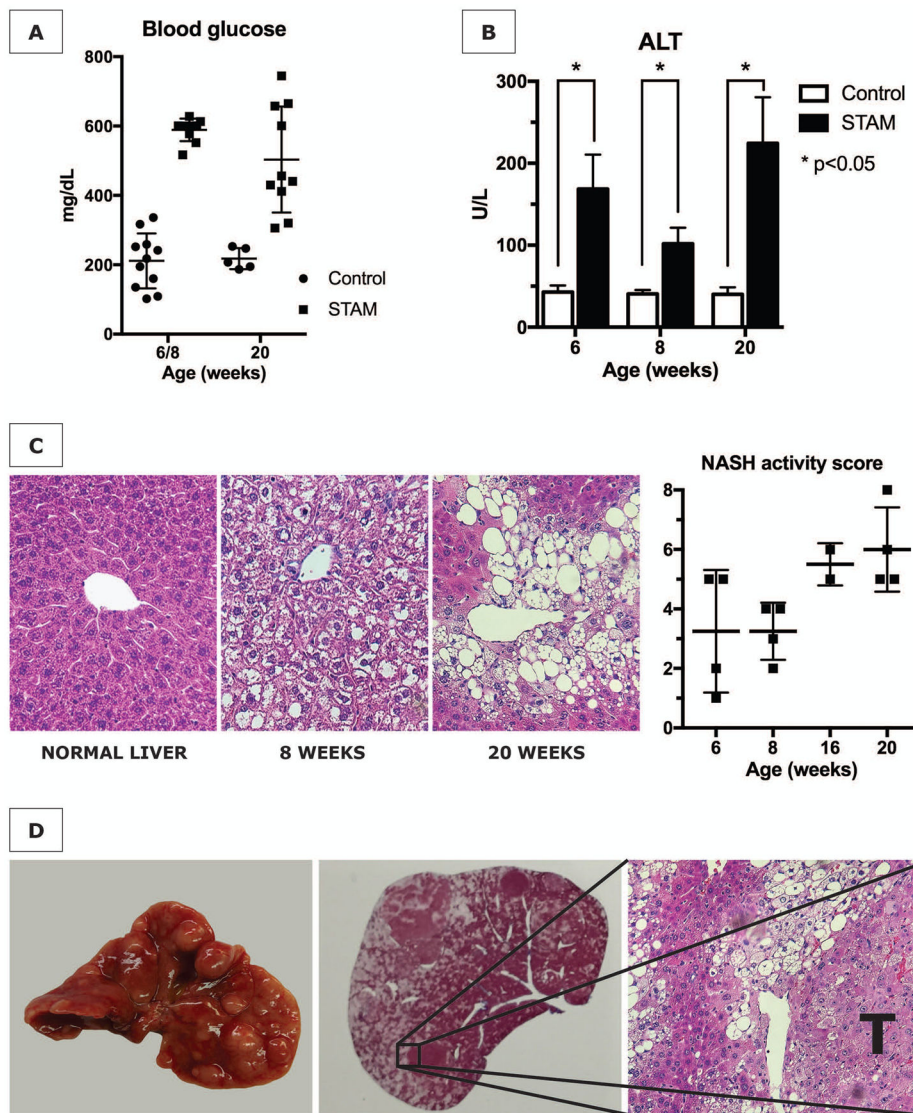 A
Blood glucose
800
600
400
200
0
mg/dL
6/8
20
Age (weeks)
Control
STAM
B
ALT
* * *
300
200
100
0
U/L
6
8
20
Age (weeks)
Control
STAM
* p<0.05
C
NORMAL LIVER
8 WEEKS
20 WEEKS
NASH activity score
8
6
4
2
0
6
8
16
20
Age (weeks)
D
T